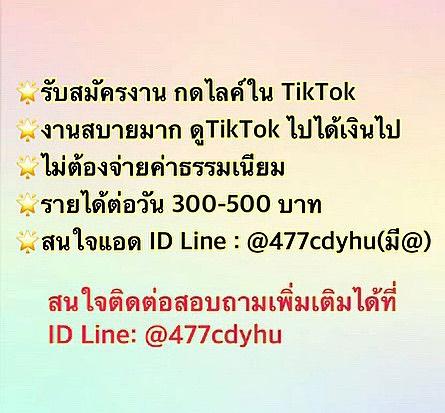 🌟รับสมัครงาน กดไลค์ใน TikTok
🌟งานสบายมาก ดูTikTok ไปได้เงินไป
🌟ไม่ต้องจ่ายค่าธรรมเนียม
🌟รายได้ต่อวัน 300-500 บาท
🌟สนใจแอด ID Line : @477cdyhu(มี@)
สนใจติดต่อสอบถามเพิ่มเติมได้ที่
ID Line: @477cdyhu